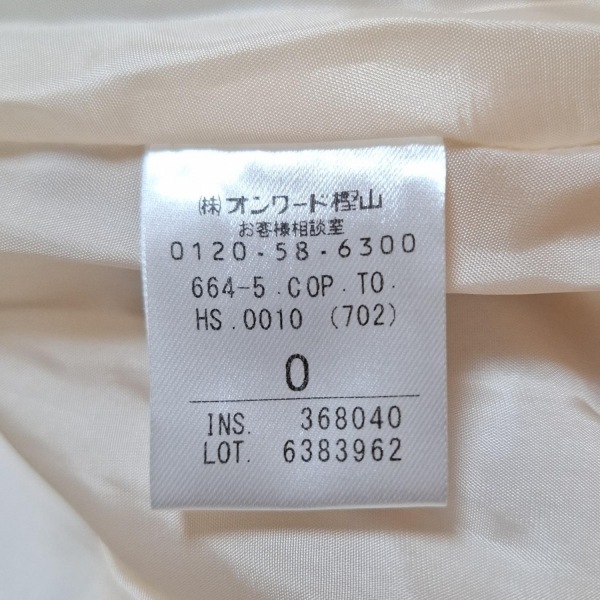 ㈱オンワード樫山
お客様相談室
0120-58-6300
664-5.COP.TO.
HS.0010 (702)
0
INS. 368040
LOT. 6383962